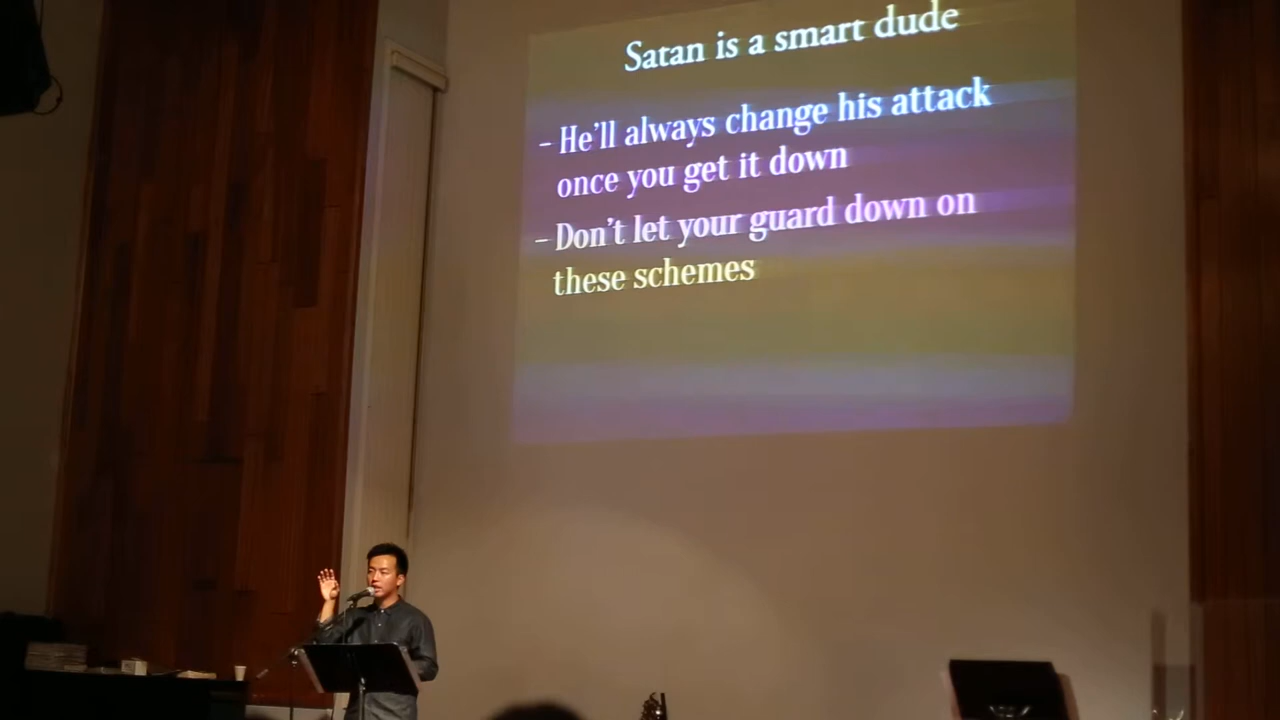 Satan is a smart dude
- He'll always change his attack
once you get it down
- Don't let your guard down on
these schemes